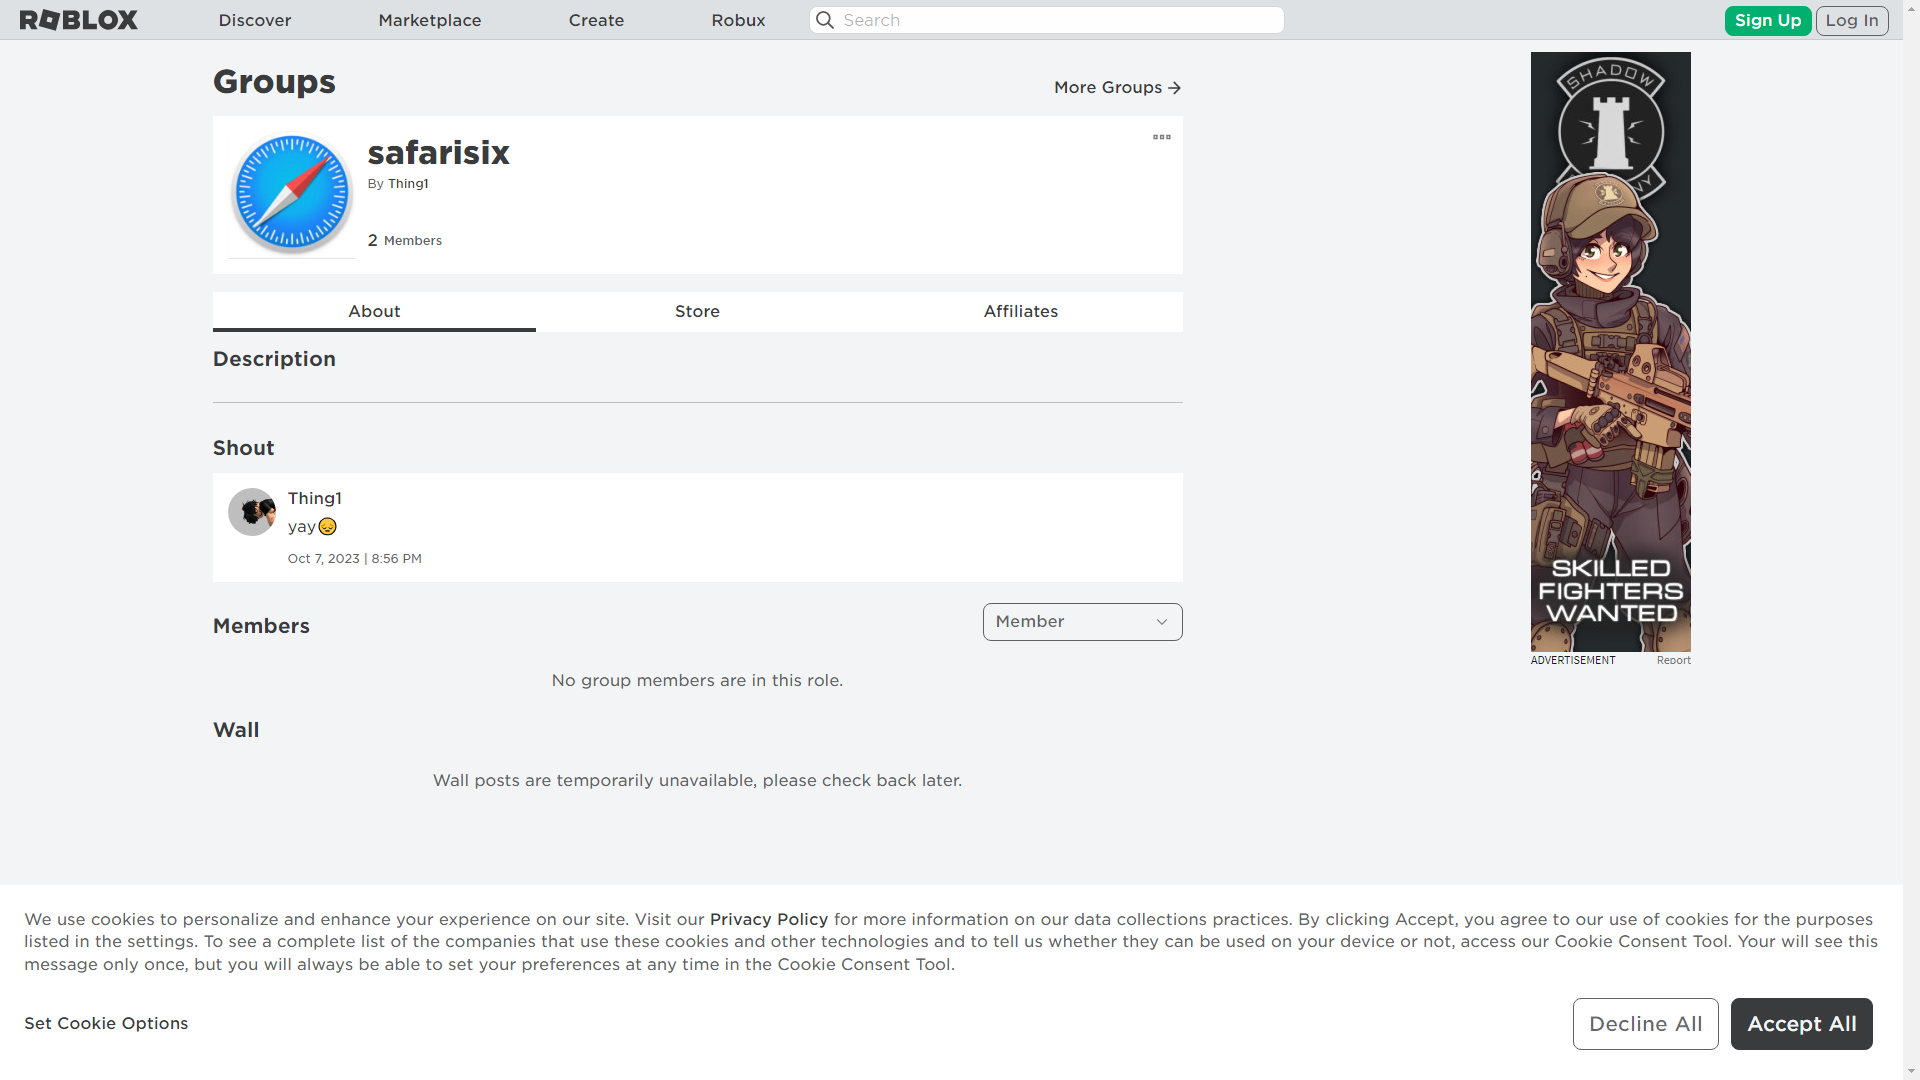 ROBLOX Discover Marketplace Create Robux Search Sign Up Log In
Groups
More Groups
safarisix
By Thing1
2 Members
About Store Affiliates
Description
Shout
Thing1
yay😔
Oct 7, 2023 | 8:56 PM
Members
Member
No group members are in this role.
Wall
Wall posts are temporarily unavailable, please check back later.
SHADOW
NY
SKILLED
FIGHTERS
WANTED
ADVERTISEMENT Report
We use cookies to personalize and enhance your experience on our site. Visit our Privacy Policy for more information on our data collections practices. By clicking Accept, you agree to our use of cookies for the purposes
listed in the settings. To see a complete list of the companies that use these cookies and other technologies and to tell us whether they can be used on your device or not, access our Cookie Consent Tool. Your will see this
message only once, but you will always be able to set your preferences at any time in the Cookie Consent Tool.
Set Cookie Options
Decline All
Accept All